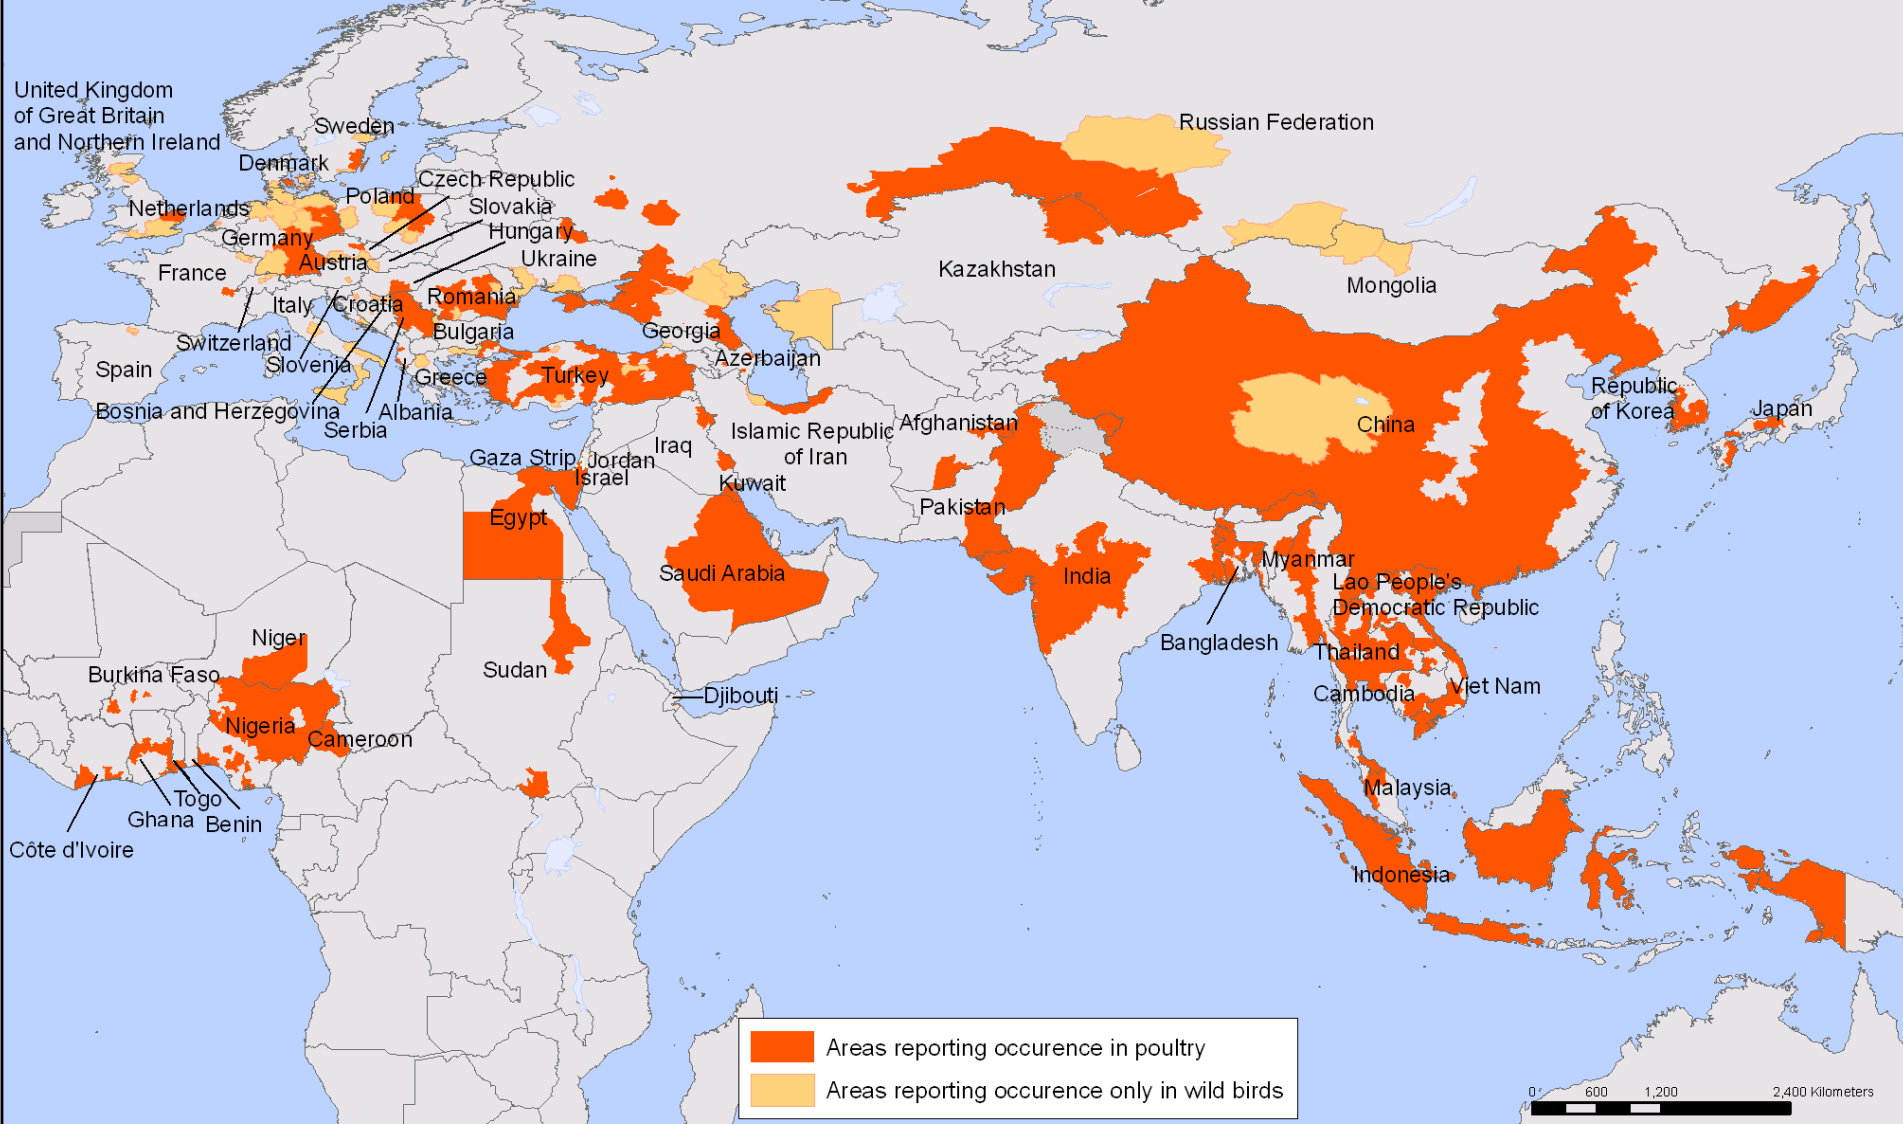 United Kingdom
of Great Britain
and Northern Ireland
Sweden
Denmark
Czech Republic
Poland
Slovakia
Netherlands
Hungary
Germany
Ukraine
Austria
France
Romania
Italy
Croatia
Bulgaria
Switzerland
Slovenia
Spain
Greece
Turkey
Georgia
Azerbaijan
Bosnia and Herzegovina
Albania
Serbia
Russian Federation
Kazakhstan
Mongolia
China
Republic
of Korea
Japan
Afghanistan
Islamic Republic
of Iran
Iraq
Gaza Strip
Jordan
Israel
Kuwait
Pakistan
Egypt
Saudi Arabia
India
Myanmar
Lao People's
Democratic Republic
Bangladesh
Thailand
Cambodia
Viet Nam
Niger
Burkina Faso
Sudan
Djibouti
Nigeria
Cameroon
Togo
Ghana
Benin
Côte d'Ivoire
Malaysia
Indonesia
Areas reporting occurence in poultry
Areas reporting occurence only in wild birds
0 600 1,200 2,400 Kilometers